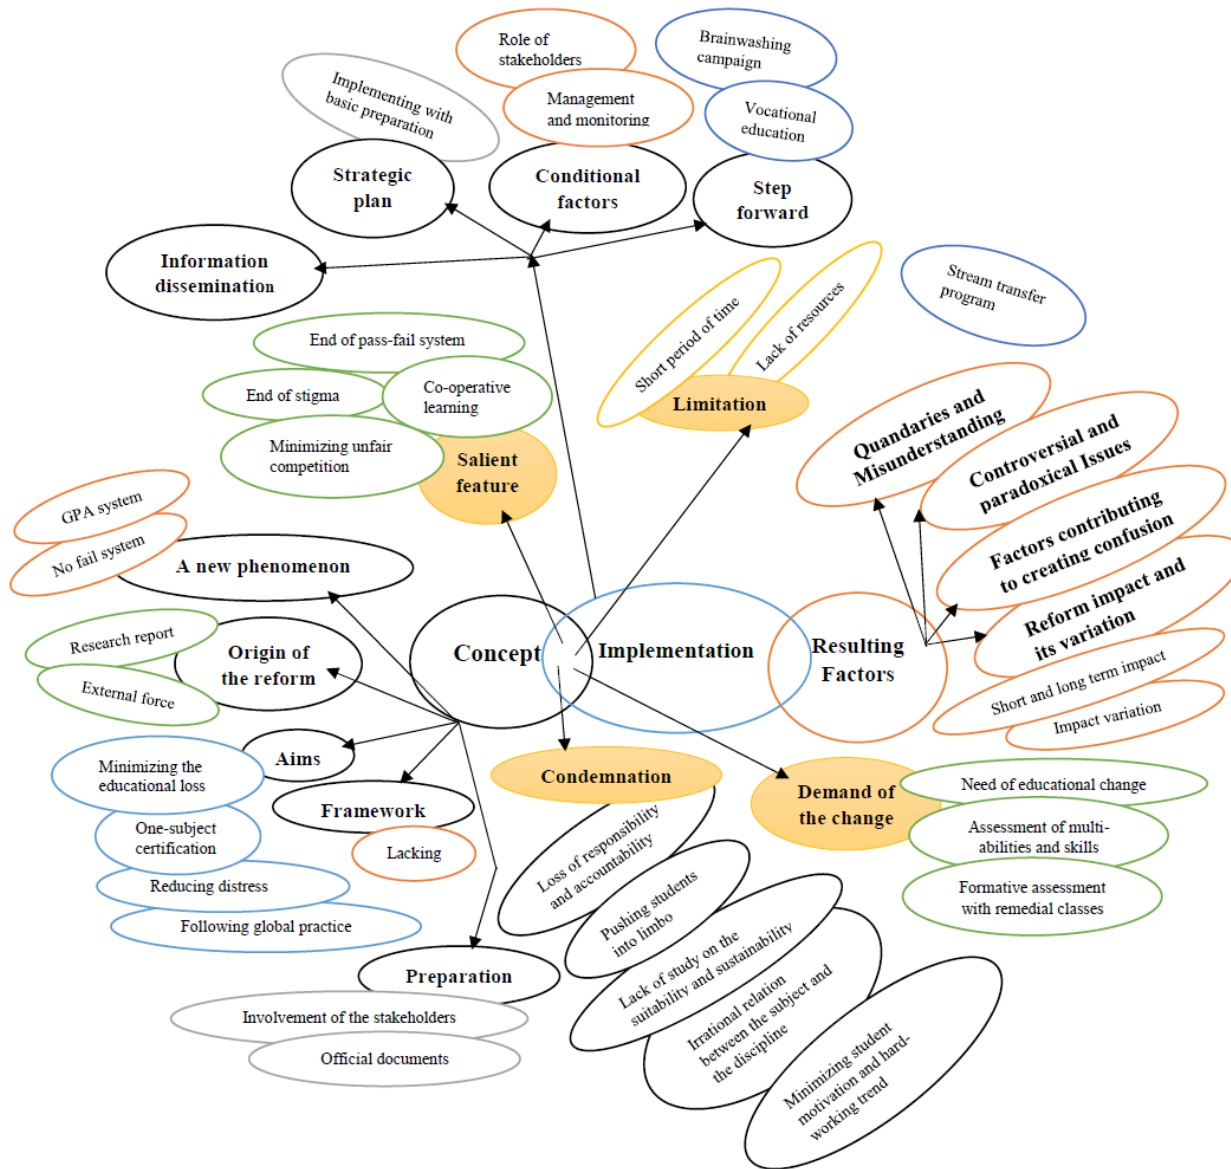 Role of
stakeholders
Brainwashing
campaign
Implementing with
basic preparation
Management
and monitoring
Vocational
education
Strategic
plan
Conditional
factors
Step
forward
Information
dissemination
Stream transfer
program
Short period of time
Lack of resources
Limitation
End of pass-fail system
End of stigma
Co-operative
learning
Minimizing unfair
competition
Salient
feature
Quandaries and
Misunderstanding
Controversial and
paradoxical Issues
Factors contributing
to creating confusion
Reform impact and
its variation
Short and long term impact
Impact variation
GPA system
No fail system
A new phenomenon
Research report
External force
Origin of
the reform
Concept
Implementation
Resulting
Factors
Aims
Minimizing the
educational loss
One-subject
certification
Reducing distress
Following global practice
Framework
Lacking
Condemnation
Loss of responsibility
and accountability
Pushing students
into limbo
Lack of study on the
suitability and sustainability
Irrational relation
between the subject and
the discipline
Minimizing student
motivation and hard-
working trend
Demand of
the change
Need of educational change
Assessment of multi-
abilities and skills
Formative assessment
with remedial classes
Preparation
Involvement of the stakeholders
Official documents